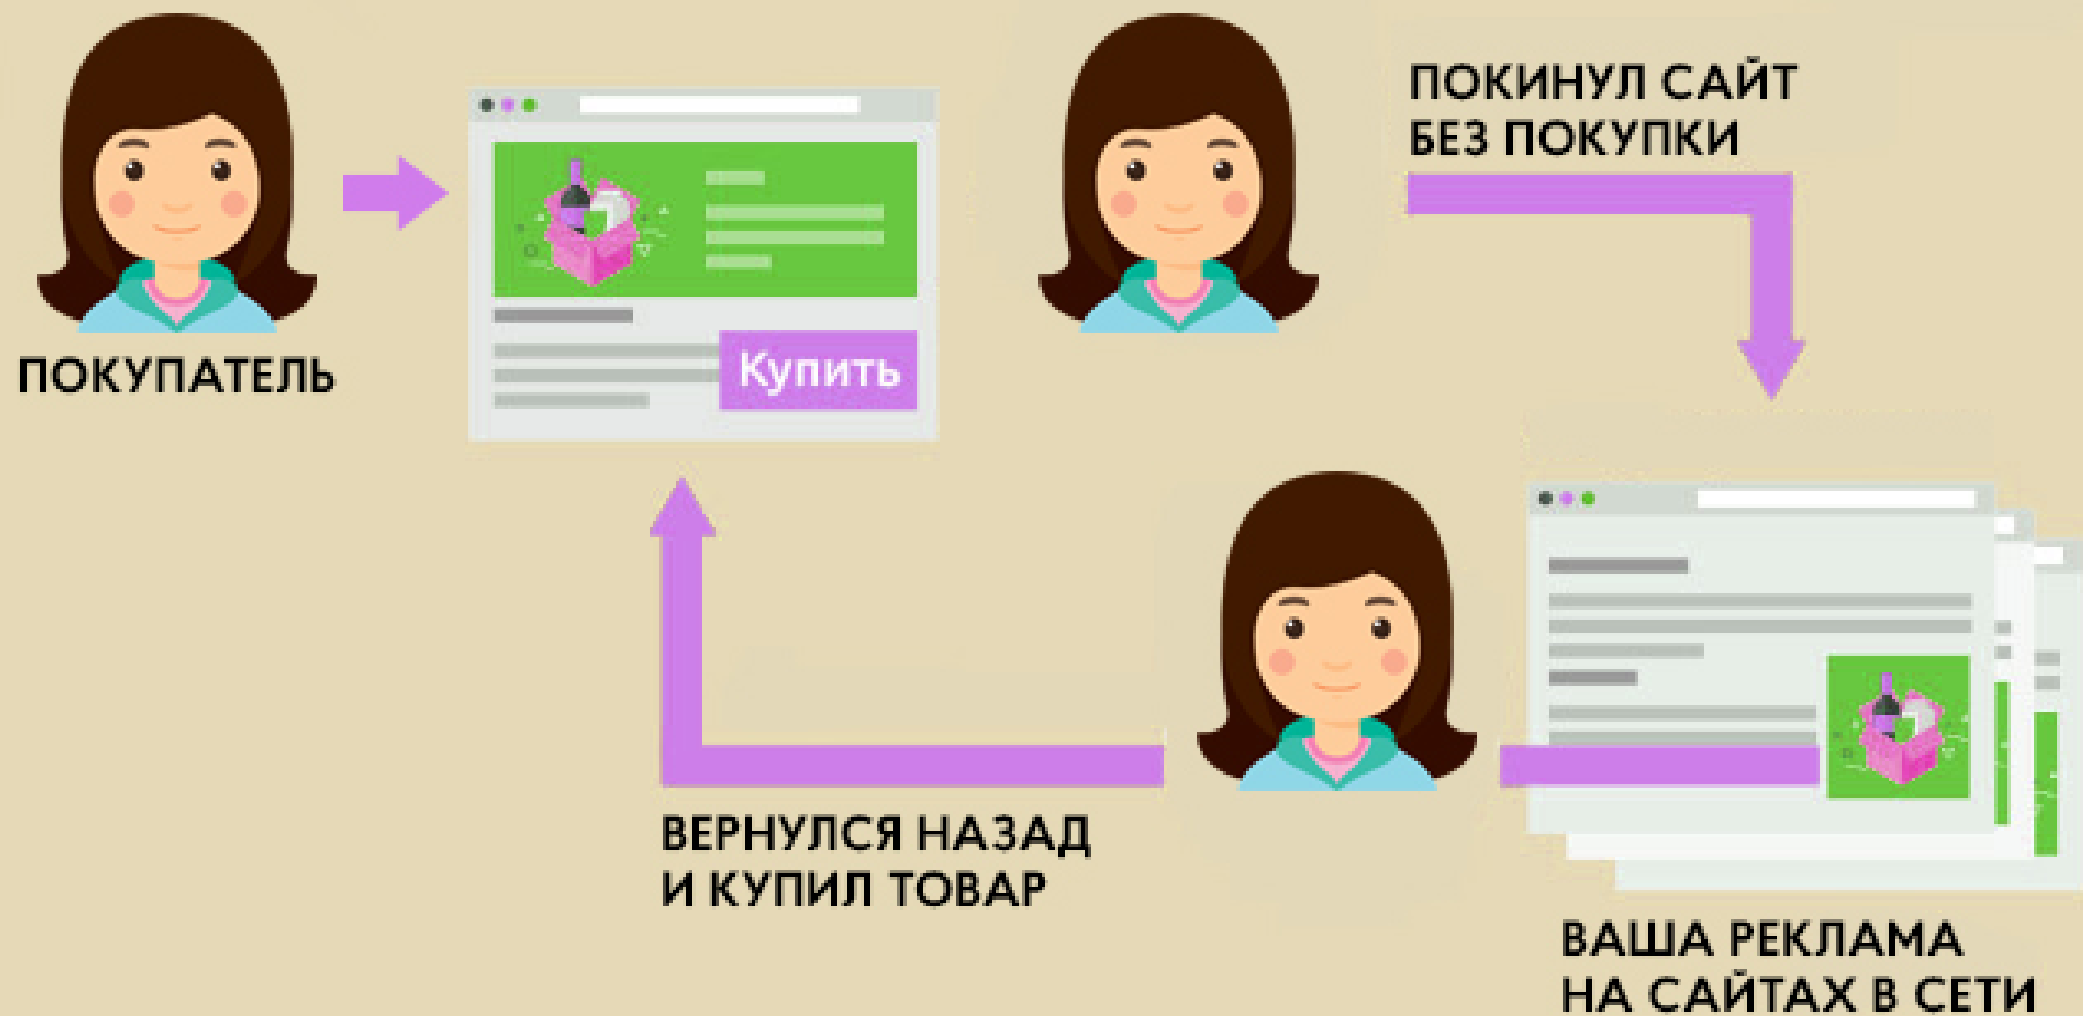 ПОКУПАТЕЛЬ
Купить
ПОКИНУЛ САЙТ
БЕЗ ПОКУПКИ
ВЕРНУЛСЯ НАЗАД
И КУПИЛ ТОВАР
ВАША РЕКЛАМА
НА САЙТАХ В СЕТИ